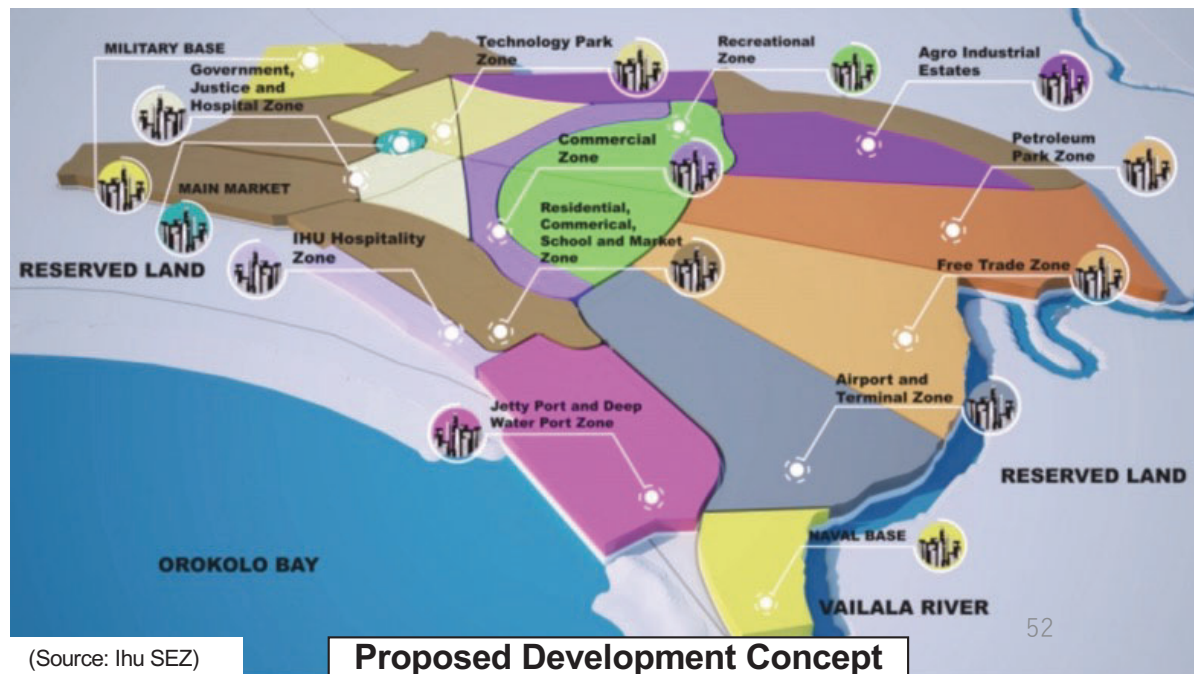 MILITARY BASE
Government,
Justice and
Hospital Zone
Technology Park
Zone
Recreational
Zone
Agro Industrial
Estates
Commercial
Zone
Petroleum
Park Zone
MAIN MARKET
Residential,
Commerical,
School and Market
Zone
IHU Hospitality
Zone
RESERVED LAND
Free Trade Zone
Airport and
Terminal Zone
Jetty Port and Deep
Water Port Zone
RESERVED LAND
NAVAL BASE
OROKOLO BAY
VAILALA RIVER
52
(Source: Ihu SEZ)
Proposed Development Concept